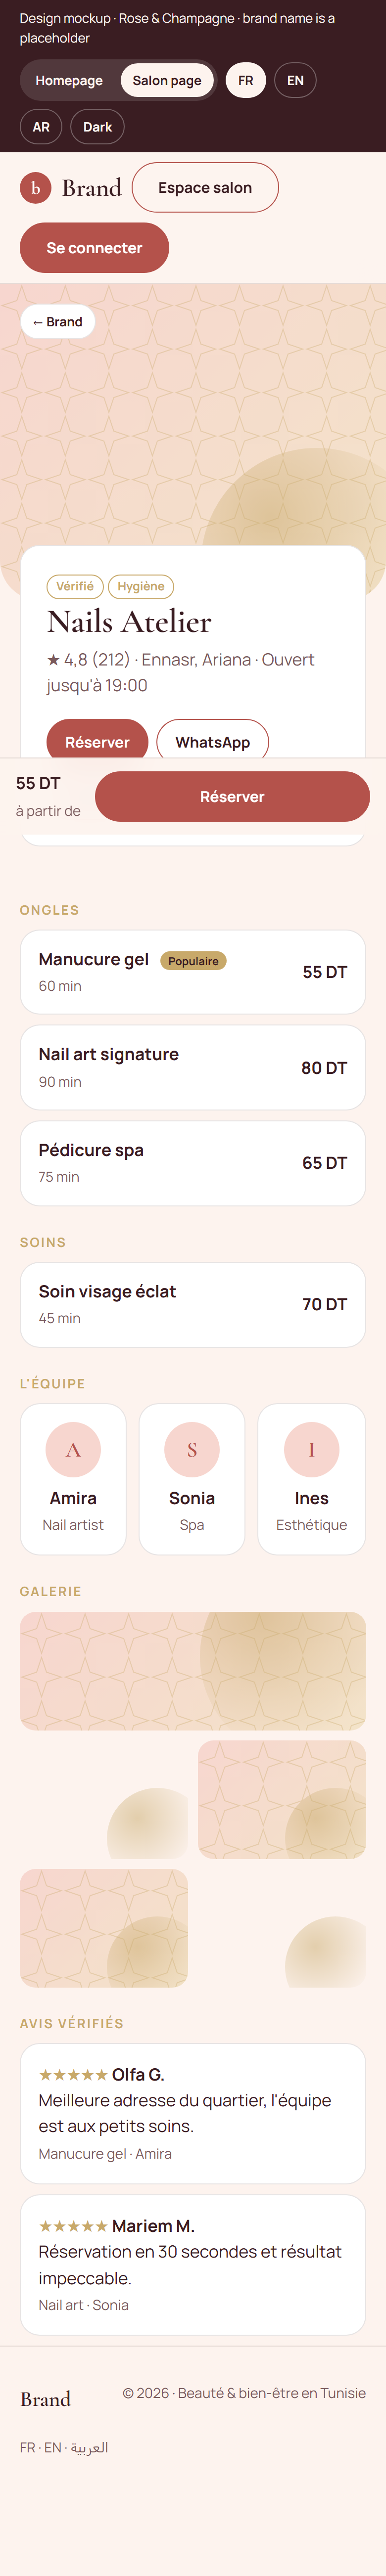 Design mockup · Rose & Champagne · brand name is a
placeholder
Homepage Salon page FR EN
AR Dark
b Brand Espace salon
Se connecter
← Brand
Vérifié Hygiène
Nails Atelier
★ 4,8 (212) · Ennasr, Ariana · Ouvert
jusqu'à 19:00
Réserver WhatsApp
55 DT
à partir de
Réserver
ONGLES
Manucure gel Populaire
60 min
55 DT
Nail art signature
90 min
80 DT
Pédicure spa
75 min
65 DT
SOINS
Soin visage éclat
45 min
70 DT
L'ÉQUIPE
A
Amira
Nail artist
S
Sonia
Spa
I
Ines
Esthétique
GALERIE
AVIS VÉRIFIÉS
★★★★★ Olfa G.
Meilleure adresse du quartier, l'équipe
est aux petits soins.
Manucure gel · Amira
★★★★★ Mariem M.
Réservation en 30 secondes et résultat
impeccable.
Nail art · Sonia
Brand
© 2026 · Beauté & bien-être en Tunisie
FR · EN · العربية